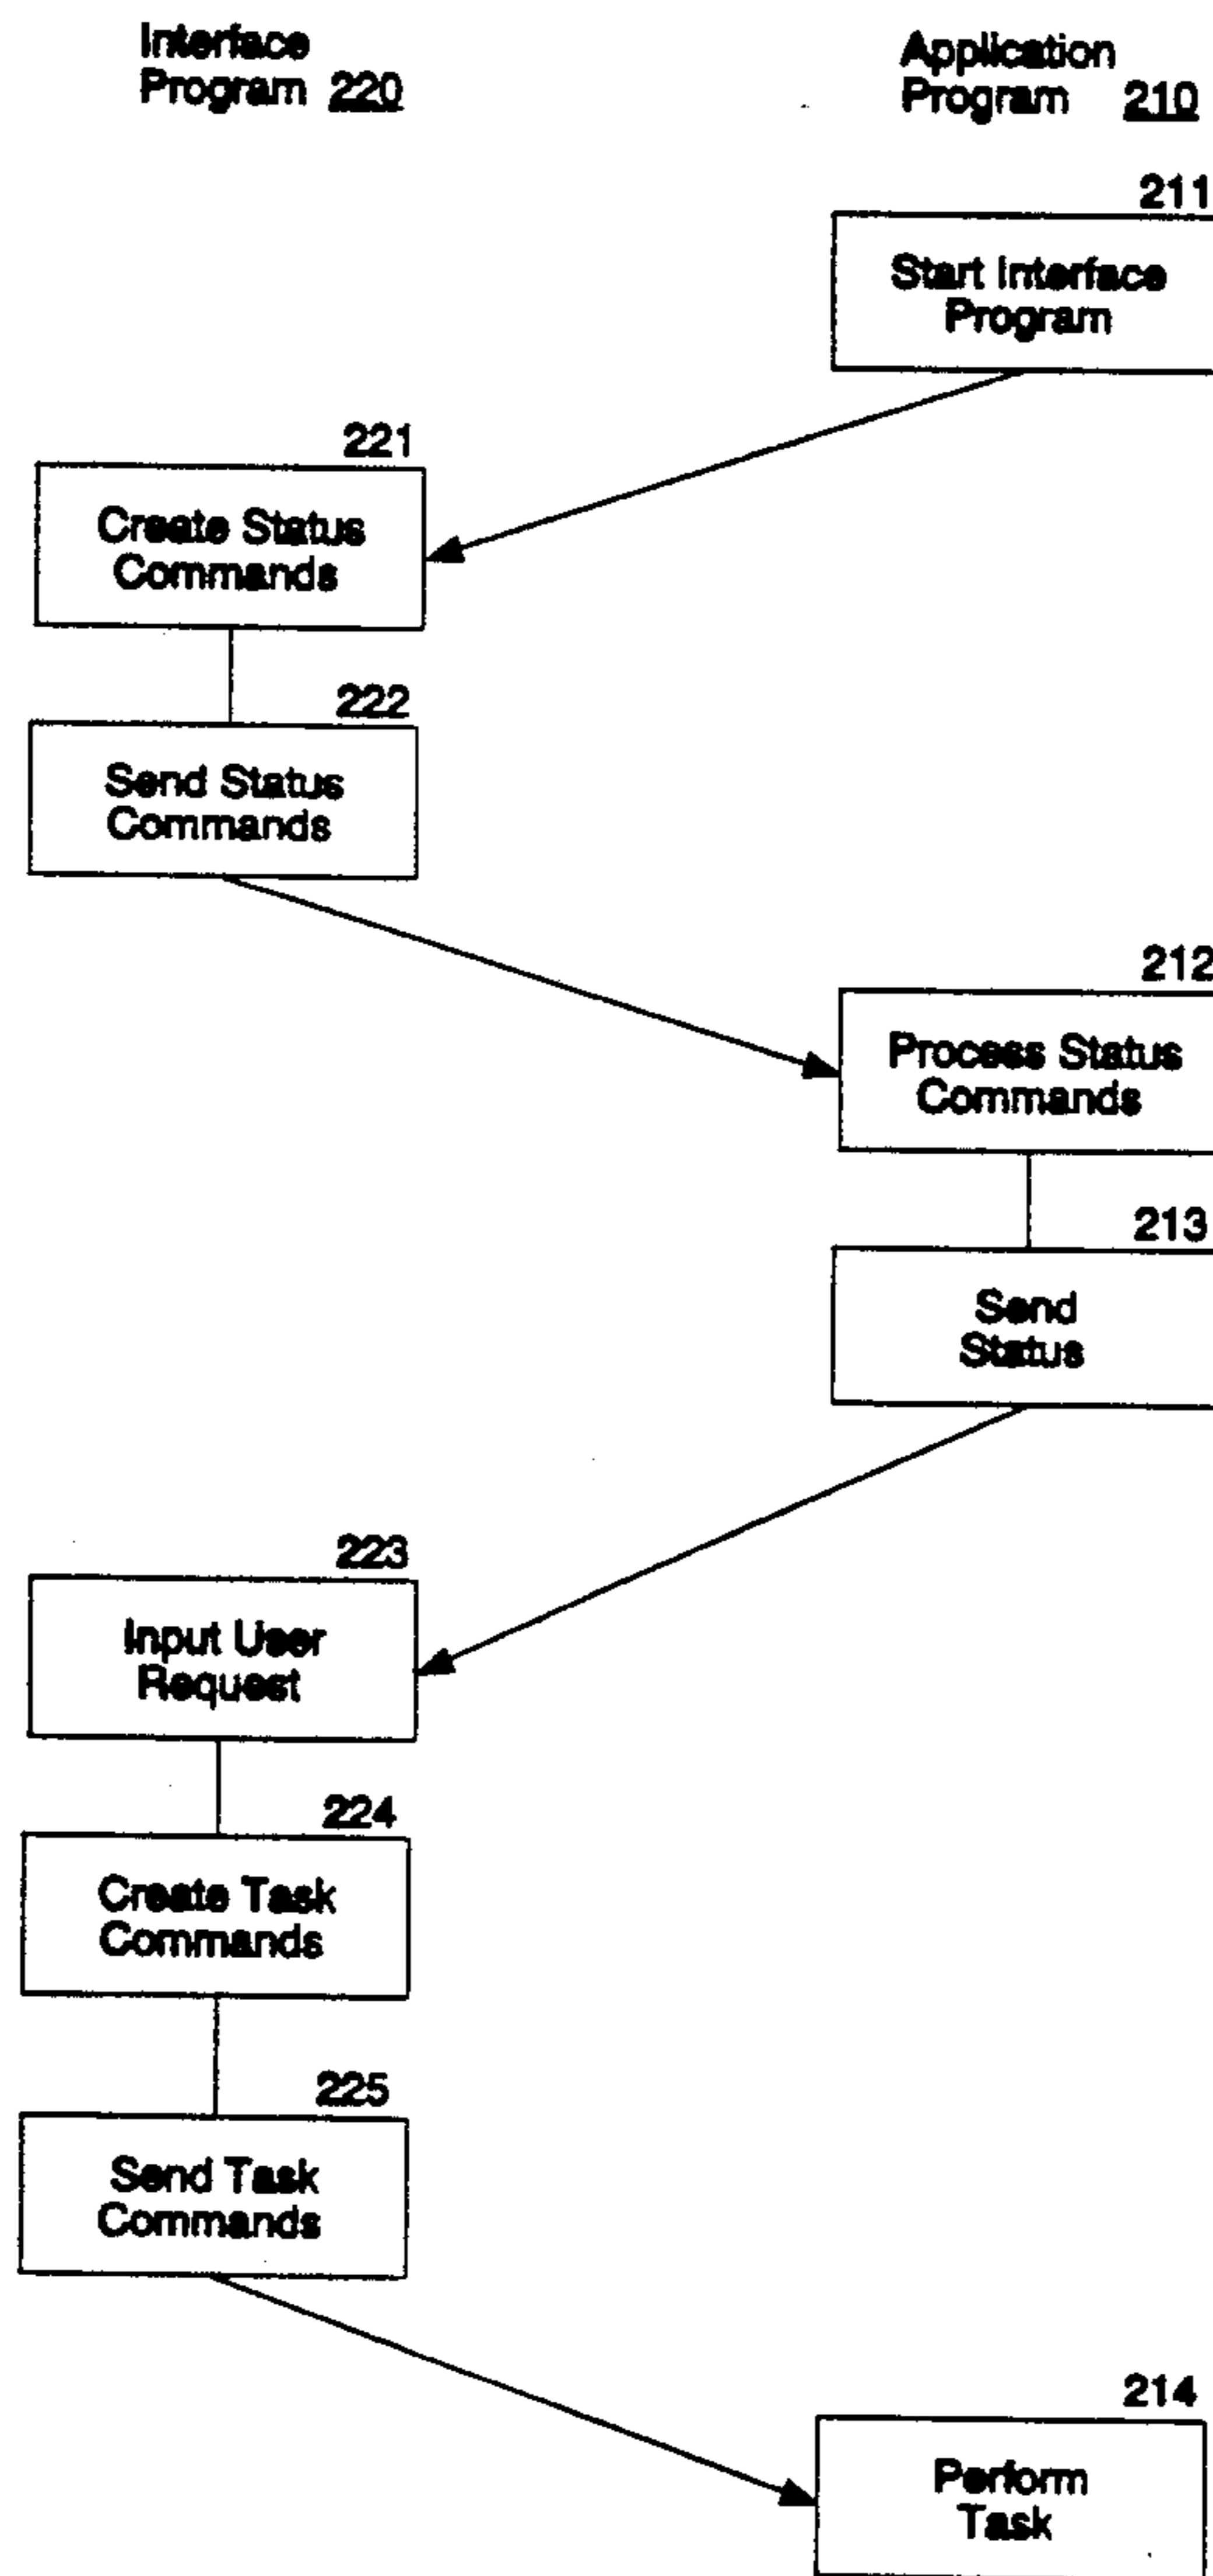 Interface
Program 220
Application
Program 210
211
Start Interface
Program
221
Create Status
Commands
222
Send Status
Commands
212
Process Status
Commands
213
Send
Status
223
Input User
Request
224
Create Task
Commands
225
Send Task
Commands
214
Perform
Task